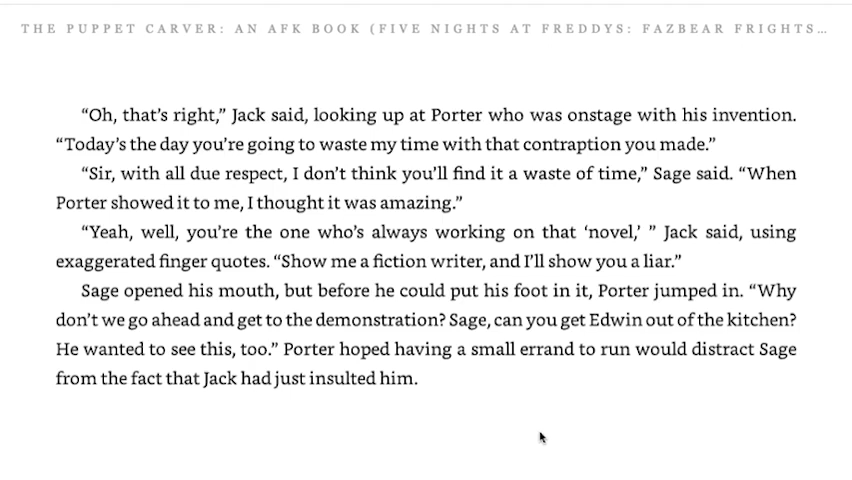 THE PUPPET CARVER: AN AFK BOOK (FIVE NIGHTS AT FREDDYS: FAZBEAR FRIGHTS…
“Oh, that’s right,” Jack said, looking up at Porter who was onstage with his invention.
“Today’s the day you’re going to waste my time with that contraption you made.”
“Sir, with all due respect, I don’t think you’ll find it a waste of time,” Sage said. “When
Porter showed it to me, I thought it was amazing.”
“Yeah, well, you’re the one who’s always working on that ‘novel,’ ” Jack said, using
exaggerated finger quotes. “Show me a fiction writer, and I’ll show you a liar.”
Sage opened his mouth, but before he could put his foot in it, Porter jumped in. “Why
don’t we go ahead and get to the demonstration? Sage, can you get Edwin out of the kitchen?
He wanted to see this, too.” Porter hoped having a small errand to run would distract Sage
from the fact that Jack had just insulted him.